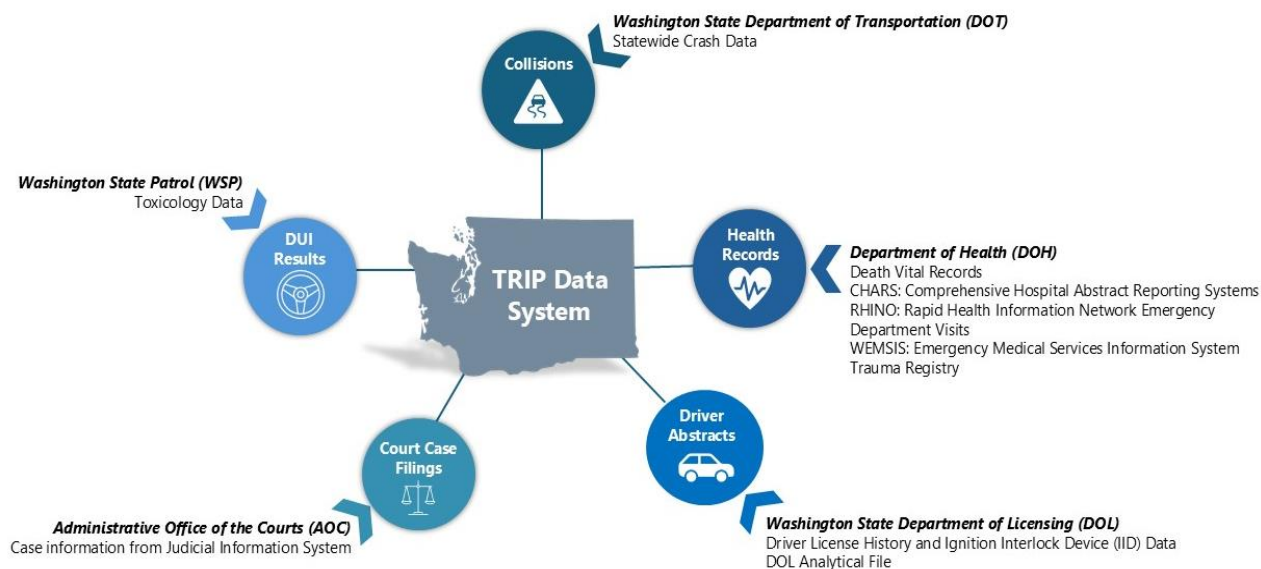 Washington State Department of Transportation (DOT)
Statewide Crash Data
Collisions
Washington State Patrol (WSP)
Toxicology Data
DUI
Results
TRIP Data
System
Health
Records
Department of Health (DOH)
Death Vital Records
CHARS: Comprehensive Hospital Abstract Reporting Systems
RHINO: Rapid Health Information Network Emergency
Department Visits
WEMSIS: Emergency Medical Services Information System
Trauma Registry
Driver
Abstracts
Court Case
Filings
Administrative Office of the Courts (AOC)
Case information from Judicial Information System
Washington State Department of Licensing (DOL)
Driver License History and Ignition Interlock Device (IID) Data
DOL Analytical File